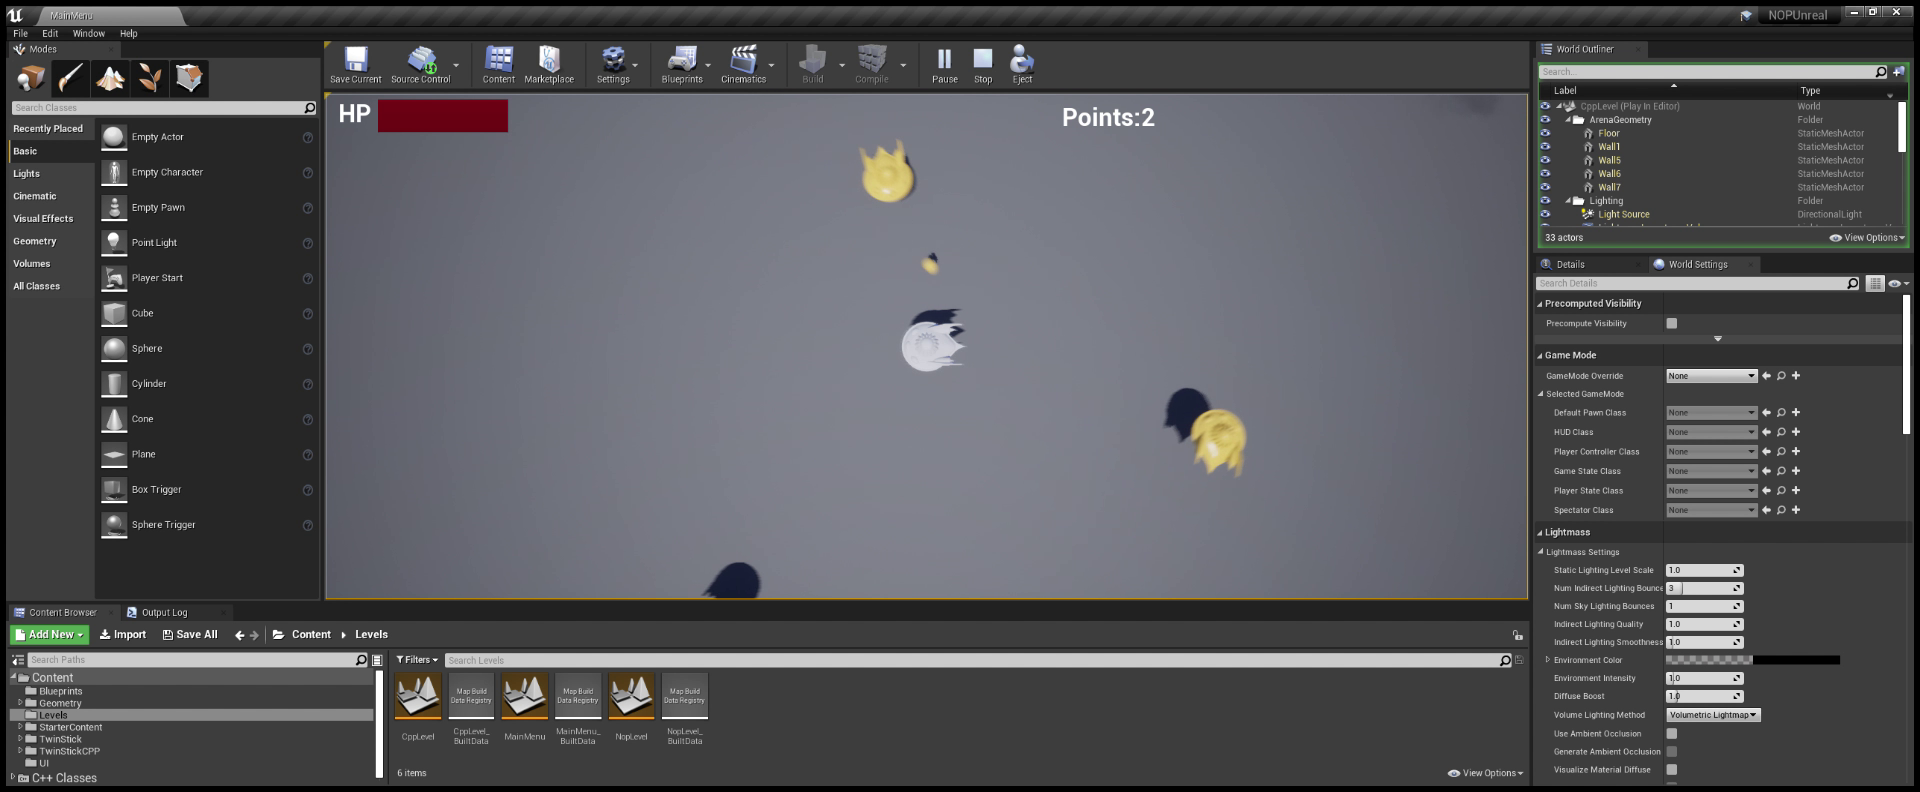 MainMenu
NOPUnreal
File Edit Window Help
Modes
Search Classes
Recently Placed
Basic
Lights
Cinematic
Visual Effects
Geometry
Volumes
All Classes
Empty Actor
Empty Character
Empty Pawn
Point Light
Player Start
Cube
Sphere
Cylinder
Cone
Plane
Box Trigger
Sphere Trigger
Save Current Source Control Content Marketplace Settings Blueprints Cinematics Build Compile Pause Stop Eject
HP
Points:2
World Outliner
Search...
Label Type
CppLevel (Play In Editor) World
ArenaGeometry Folder
Floor StaticMeshActor
Wall1 StaticMeshActor
Wall5 StaticMeshActor
Wall6 StaticMeshActor
Wall7 StaticMeshActor
Lighting Folder
Light Source DirectionalLight
33 actors View Options
Details World Settings
Search Details
Precomputed Visibility
Precompute Visibility
Game Mode
GameMode Override None
Selected GameMode
Default Pawn Class None
HUD Class None
Player Controller Class None
Game State Class None
Player State Class None
Spectator Class None
Lightmass
Lightmass Settings
Static Lighting Level Scale 1.0
Num Indirect Lighting Bounce 3
Num Sky Lighting Bounces 1
Indirect Lighting Quality 1.0
Indirect Lighting Smoothness 1.0
Environment Color
Environment Intensity 1.0
Diffuse Boost 1.0
Volume Lighting Method Volumetric Lightmap
Use Ambient Occlusion
Generate Ambient Occlusion
Visualize Material Diffuse
Content Browser Output Log
Add New Import Save All Content Levels
Search Paths
Content
Blueprints
Geometry
Levels
StarterContent
TwinStick
TwinStickCPP
UI
C++ Classes
Filters Search Levels
Map Build
Data Registry
Map Build
Data Registry
Map Build
Data Registry
CppLevel
CppLevel_
BuiltData
MainMenu
MainMenu_
BuiltData
NopLevel
NopLevel_
BuiltData
6 items View Options